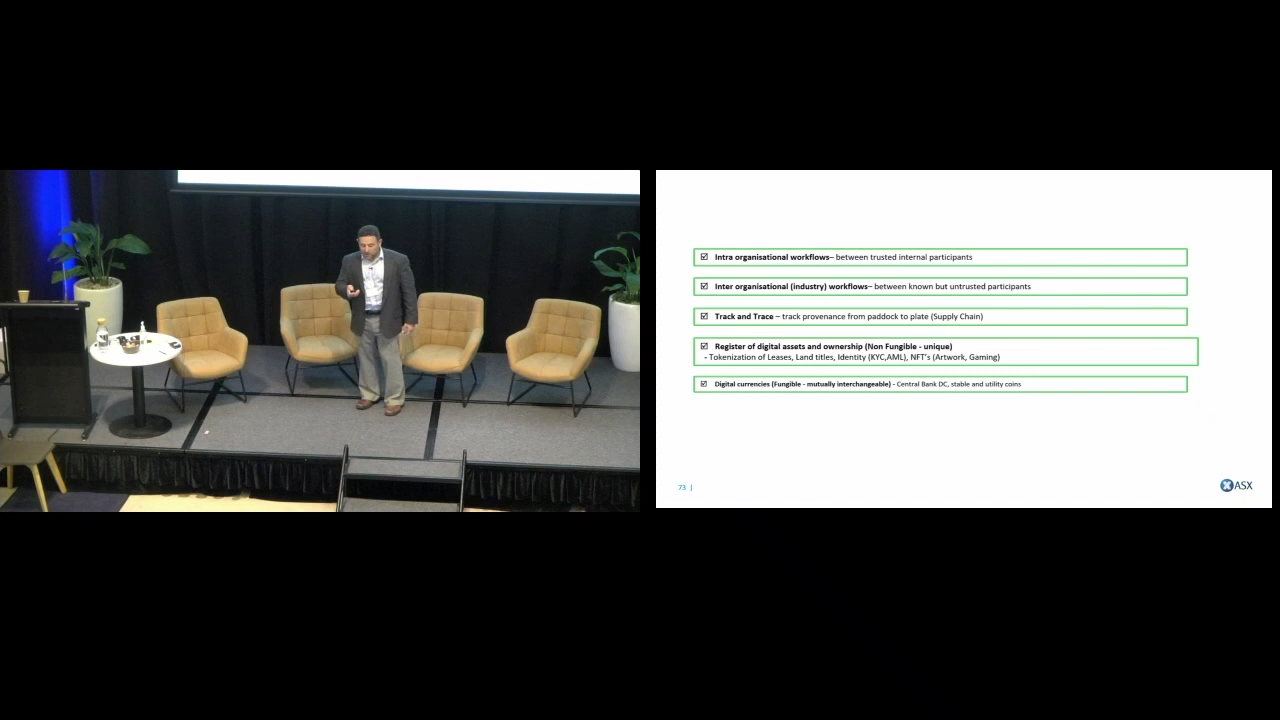 ☑ Intra organisational workflows– between trusted internal participants
☑ Inter organisational (industry) workflows– between known but untrusted participants
☑ Track and Trace – track provenance from paddock to plate (Supply Chain)
☑ Register of digital assets and ownership (Non Fungible - unique)
- Tokenization of Leases, Land titles, Identity (KYC,AML), NFT's (Artwork, Gaming)
☑ Digital currencies (Fungible - mutually interchangeable) - Central Bank DC, stable and utility coins
73 |
ASX